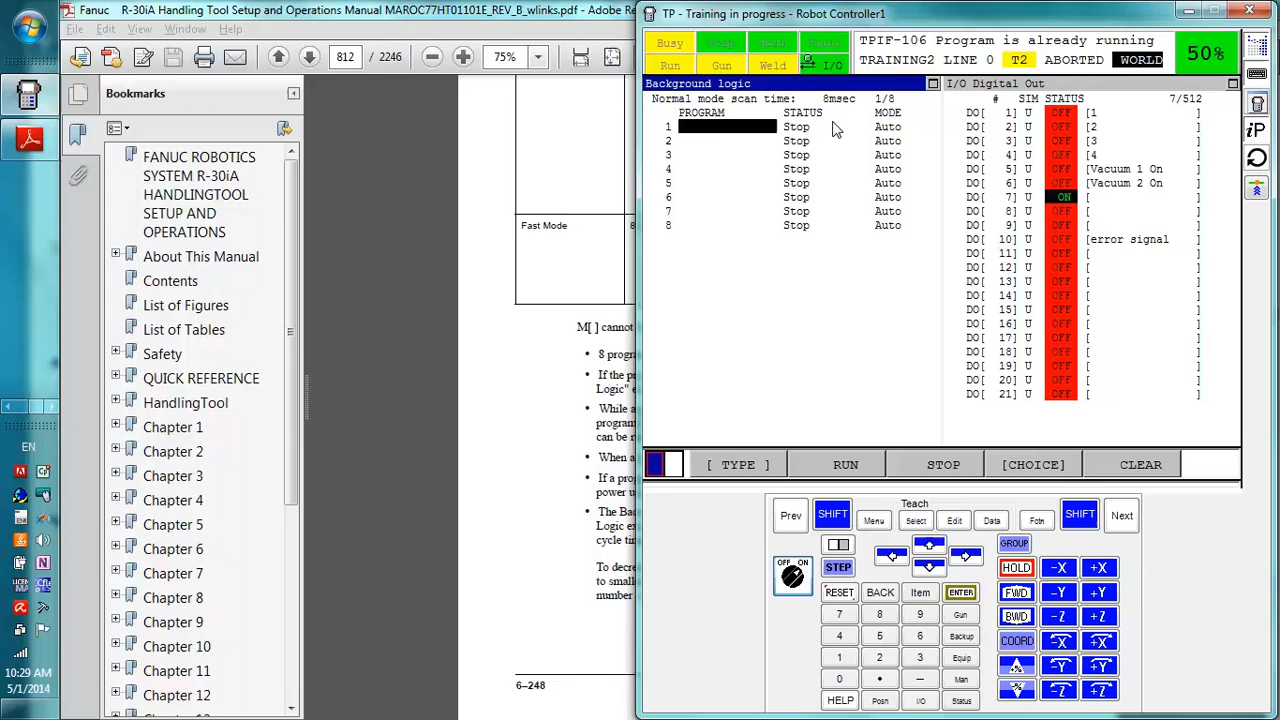 Fanuc R-30iA Handling Tool Setup and Operations Manual MAROC77HT01101E_REV_B_wlinks.pdf - Adobe Re
File Edit View Window Help
812 / 2246 75%
Bookmarks
FANUC ROBOTICS
SYSTEM R-30iA
HANDLINGTOOL
SETUP AND
OPERATIONS
About This Manual
Contents
List of Figures
List of Tables
Safety
QUICK REFERENCE
HandlingTool
Chapter 1
Chapter 2
Chapter 3
Chapter 4
Chapter 5
Chapter 6
Chapter 7
Chapter 8
Chapter 9
Chapter 10
Chapter 11
Chapter 12
EN
10:29 AM
5/1/2014
Fast Mode 8
M[ ] cannot
• 8 progra
• If the pr
Logic" e
• While a
progran
can be r
• When a
• If a prog
power u
• The Bac
Logic ex
cycle tin
To decre
to smalle
number
6–248
TP - Training in progress - Robot Controller1
Busy
Run Gun Weld I/O
TPIF-106 Program is already running
TRAINING2 LINE 0 T2 ABORTED WORLD
50%
Background logic
Normal mode scan time: 8msec 1/8
PROGRAM STATUS MODE
1 Stop Auto
2 Stop Auto
3 Stop Auto
4 Stop Auto
5 Stop Auto
6 Stop Auto
7 Stop Auto
8 Stop Auto
I/O Digital Out
# SIM STATUS 7/512
DO[ 1] U OFF [1 ]
DO[ 2] U OFF [2 ]
DO[ 3] U OFF [3 ]
DO[ 4] U OFF [4 ]
DO[ 5] U OFF [Vacuum 1 On ]
DO[ 6] U OFF [Vacuum 2 On ]
DO[ 7] U ON [ ]
DO[ 8] U OFF [ ]
DO[ 9] U OFF [ ]
DO[ 10] U OFF [error signal ]
DO[ 11] U OFF [ ]
DO[ 12] U OFF [ ]
DO[ 13] U OFF [ ]
DO[ 14] U OFF [ ]
DO[ 15] U OFF [ ]
DO[ 16] U OFF [ ]
DO[ 17] U OFF [ ]
DO[ 18] U OFF [ ]
DO[ 19] U OFF [ ]
DO[ 20] U OFF [ ]
DO[ 21] U OFF [ ]
[ TYPE ] RUN STOP [CHOICE] CLEAR
iP
Teach
Prev SHIFT Menu Select Edit Data Fctn SHIFT Next
GROUP
OFF ON STEP HOLD -X +X
RESET BACK Item ENTER FWD -Y +Y
7 8 9 Gun BWD -Z +Z
4 5 6 Backup COORD -X +X
1 2 3 Equip +% -Y +Y
0 • — Man -% -Z +Z
HELP Posn I/O Status